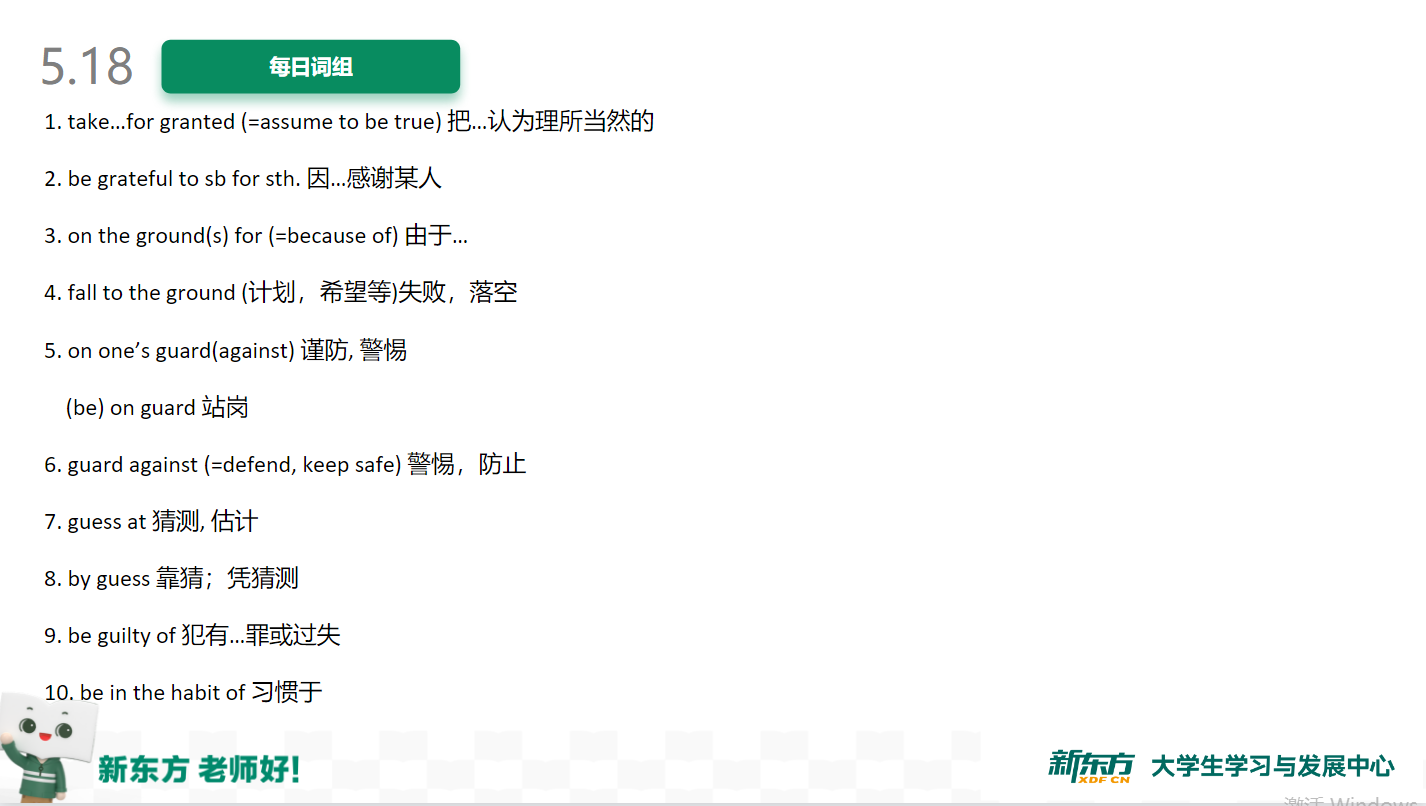 5.18
每日词组
1. take...for granted (=assume to be true) 把...认为理所当然的
2. be grateful to sb for sth. 因...感谢某人
3. on the ground(s) for (=because of) 由于...
4. fall to the ground (计划，希望等)失败，落空
5. on one’s guard(against) 谨防, 警惕
(be) on guard 站岗
6. guard against (=defend, keep safe) 警惕，防止
7. guess at 猜测, 估计
8. by guess 靠猜；凭猜测
9. be guilty of 犯有...罪或过失
10. be in the habit of 习惯于
新东方 老师好!
新东方 XDF.CN 大学生学习与发展中心
激活 Windows